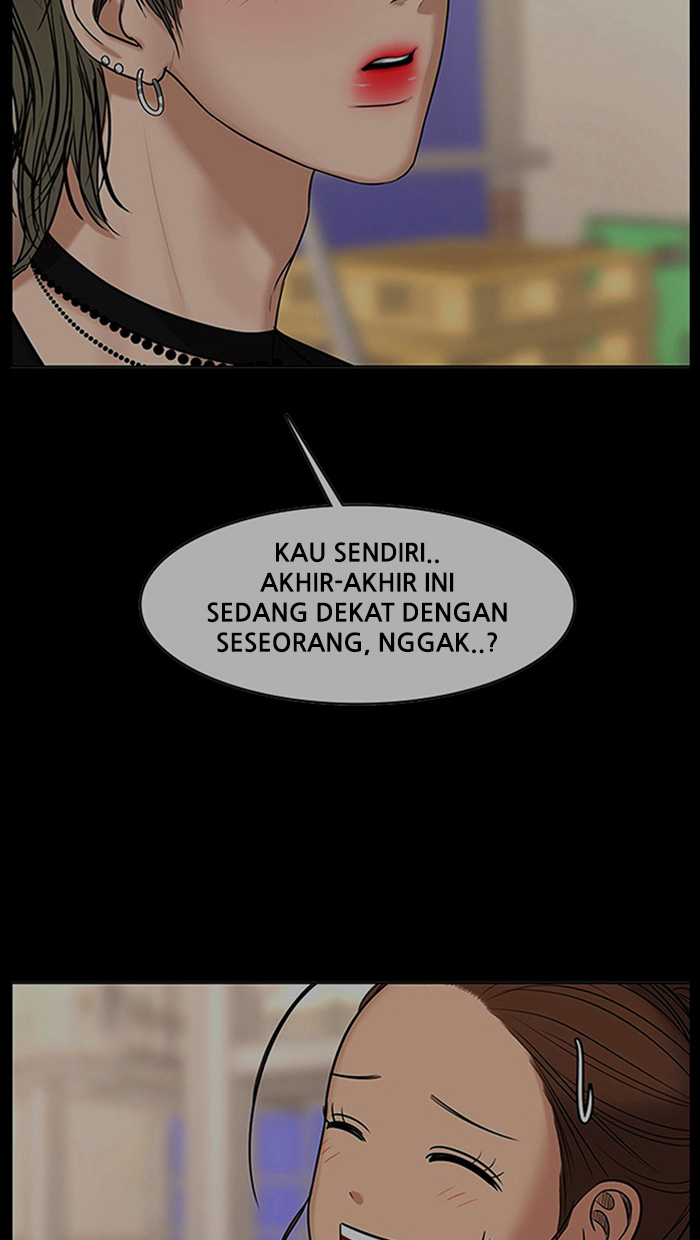 KAU SENDIRI..
AKHIR-AKHIR INI
SEDANG DEKAT DENGAN
SESEORANG, NGGAK..?